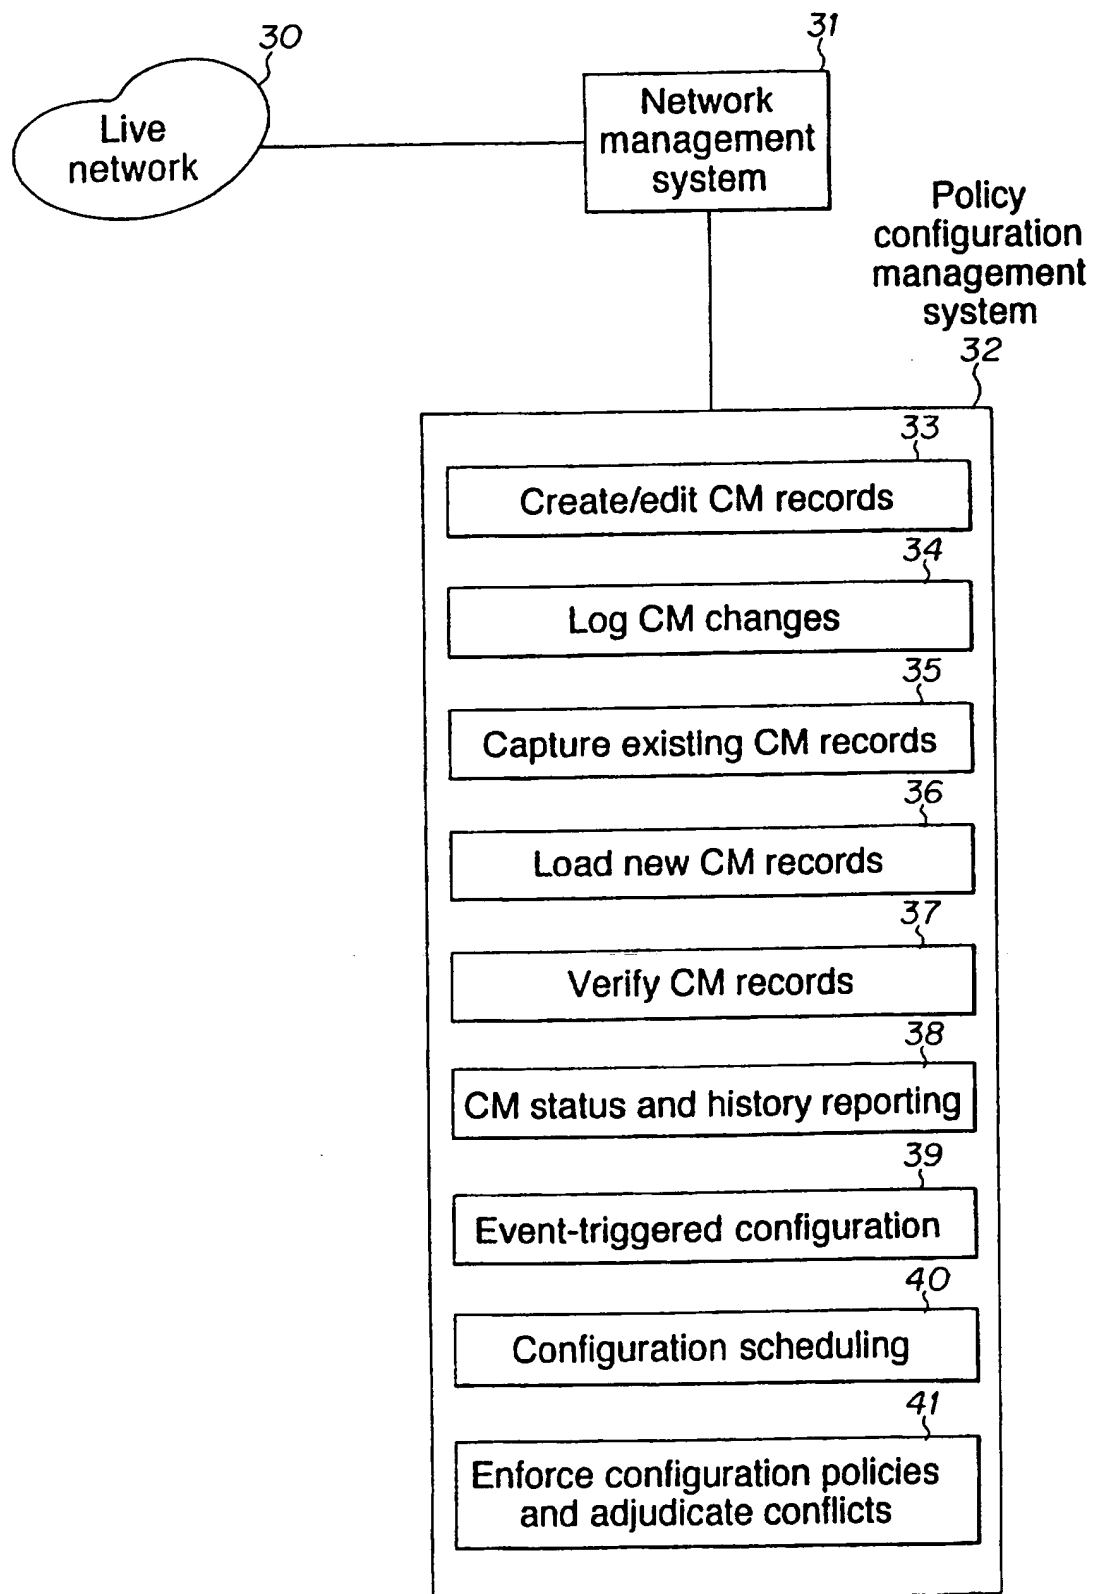 30
Live
network
31
Network
management
system
Policy
configuration
management
system
32
33
Create/edit CM records
34
Log CM changes
35
Capture existing CM records
36
Load new CM records
37
Verify CM records
38
CM status and history reporting
39
Event-triggered configuration
40
Configuration scheduling
41
Enforce configuration policies
and adjudicate conflicts